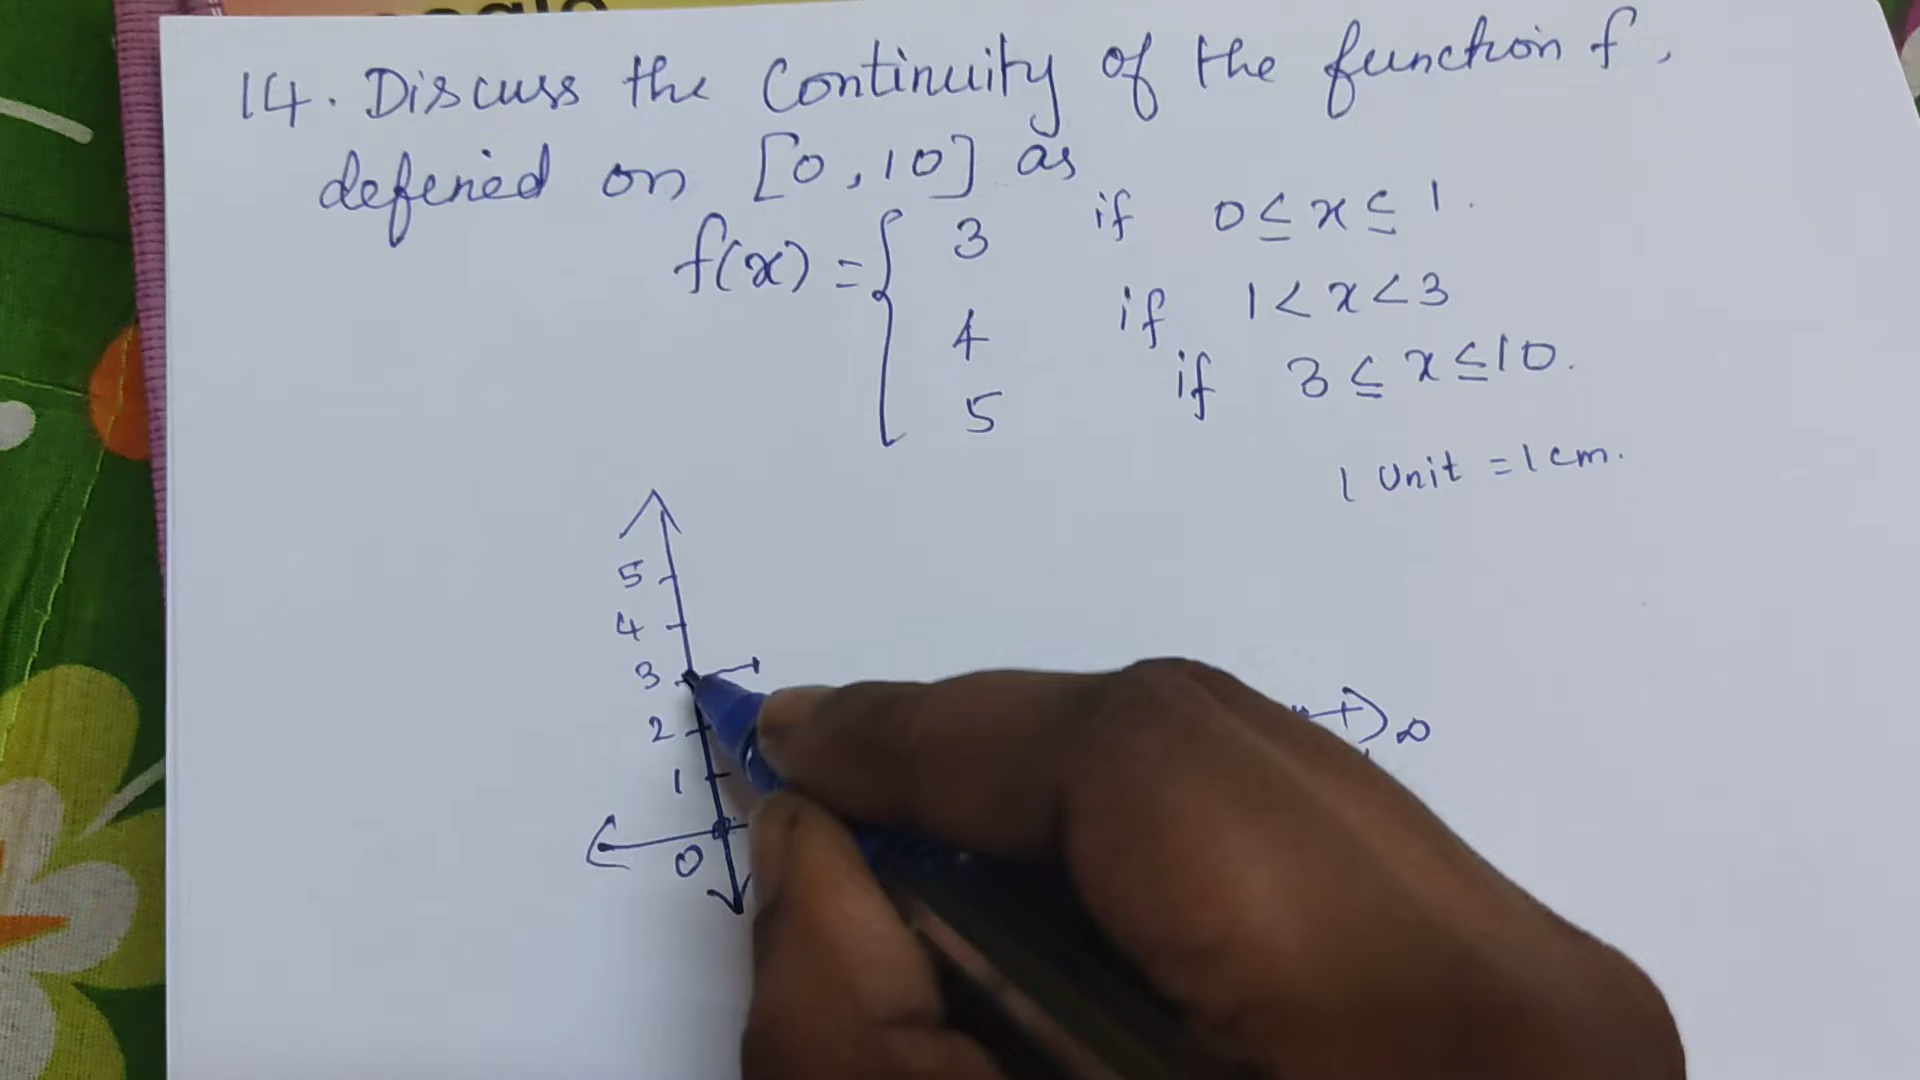 14. Discuss the Continuity of the function f,
defened on [0,10] as
f(x) = { 3 if 0 ≤ x ≤ 1.
4 if 1 < x < 3
5 if 3 ≤ x ≤ 10.
1 Unit = 1 cm.
5
4
3
2
1
0
∞